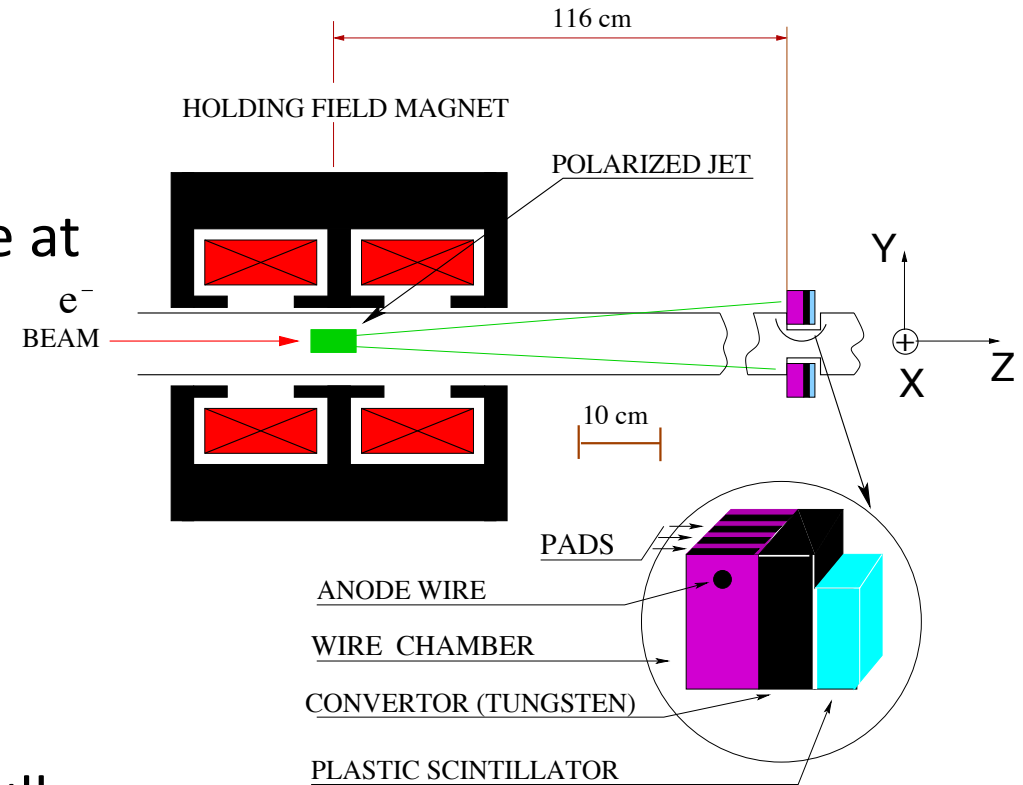 116 cm
HOLDING FIELD MAGNET
POLARIZED JET
e at
e⁻
BEAM
Y
X
Z
10 cm
PADS
ANODE WIRE
WIRE CHAMBER
CONVERTOR (TUNGSTEN)
PLASTIC SCINTILLATOR